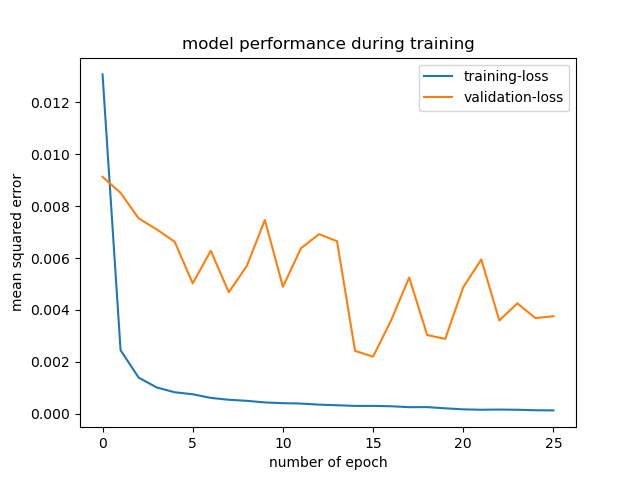 model performance during training
training-loss
validation-loss
0.012
0.010
0.008
0.006
0.004
0.002
0.000
mean squared error
0 5 10 15 20 25
number of epoch